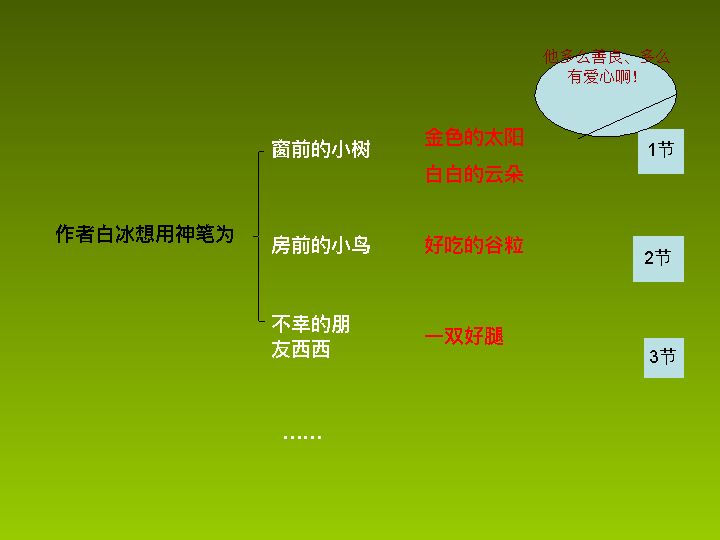 他多么善良、多么
有爱心啊!
窗前的小树
金色的太阳
1节
白白的云朵
作者白冰想用神笔为
房前的小鸟
好吃的谷粒
2节
不幸的朋
友西西
一双好腿
3节
……